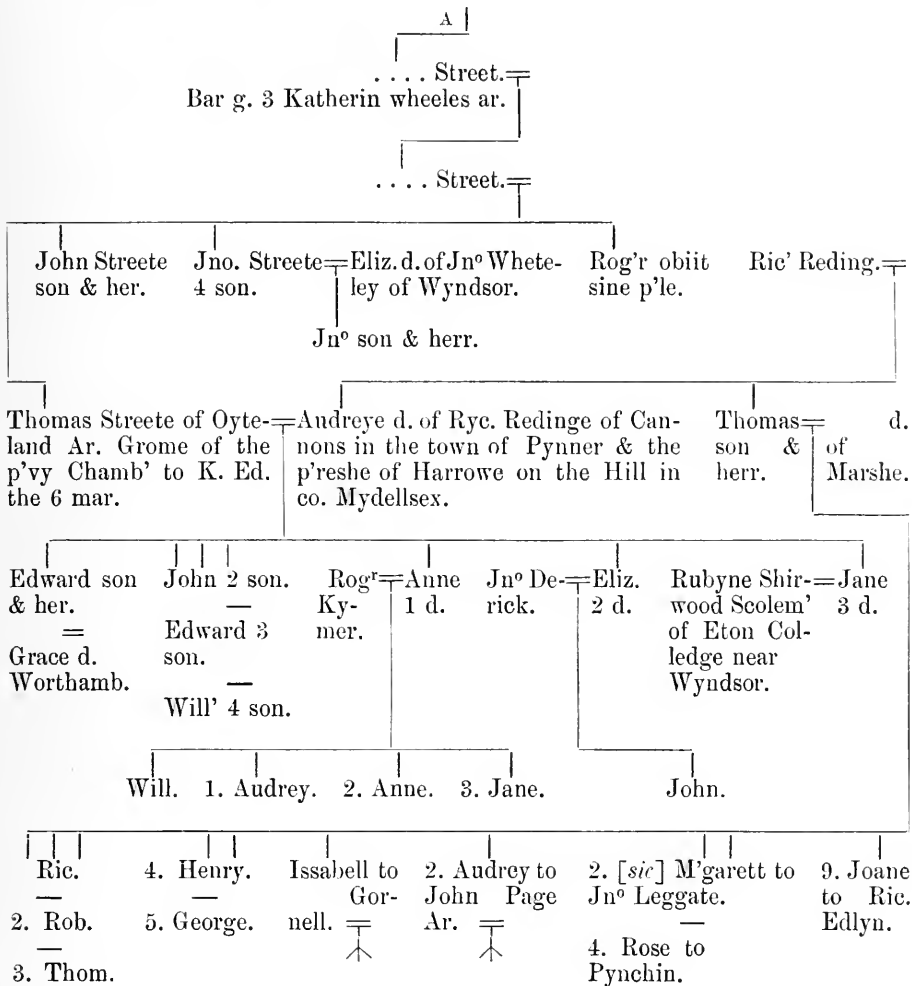 A
. . . . Street.
Bar g. 3 Katherin wheeles ar.
. . . . Street.
John Streete
son & her.
Jno. Streete
4 son.
Eliz. d. of Jnᵒ Whete-
ley of Wyndsor.
Rog'r obiit
sine p'le.
Ric' Reding.
Jnᵒ son & herr.
Thomas Streete of Oyte-
land Ar. Grome of the
p'vy Chamb' to K. Ed.
the 6 mar.
Audreye d. of Ryc. Redinge of Can-
nons in the town of Pynner & the
p'reshe of Harrowe on the Hill in
co. Mydellsex.
Thomas
son &
herr.
d.
of
Marshe.
Edward son
& her.
=
Grace d.
Worthamb.
John 2 son.
—
Edward 3
son.
—
Will' 4 son.
Rogʳ
Ky-
mer.
Anne
1 d.
Jnᵒ De-
rick.
Eliz.
2 d.
Rubyne Shir-
wood Scolem'
of Eton Col-
ledge near
Wyndsor.
Jane
3 d.
Will. 1. Audrey. 2. Anne. 3. Jane.
John.
Ric.
—
2. Rob.
—
3. Thom.
4. Henry.
—
5. George.
Issabell to
Gor-
nell.
2. Audrey to
John Page
Ar.
2. [sic] M'garett to
Jnᵒ Leggate.
—
4. Rose to
Pynchin.
9. Joane
to Ric.
Edlyn.